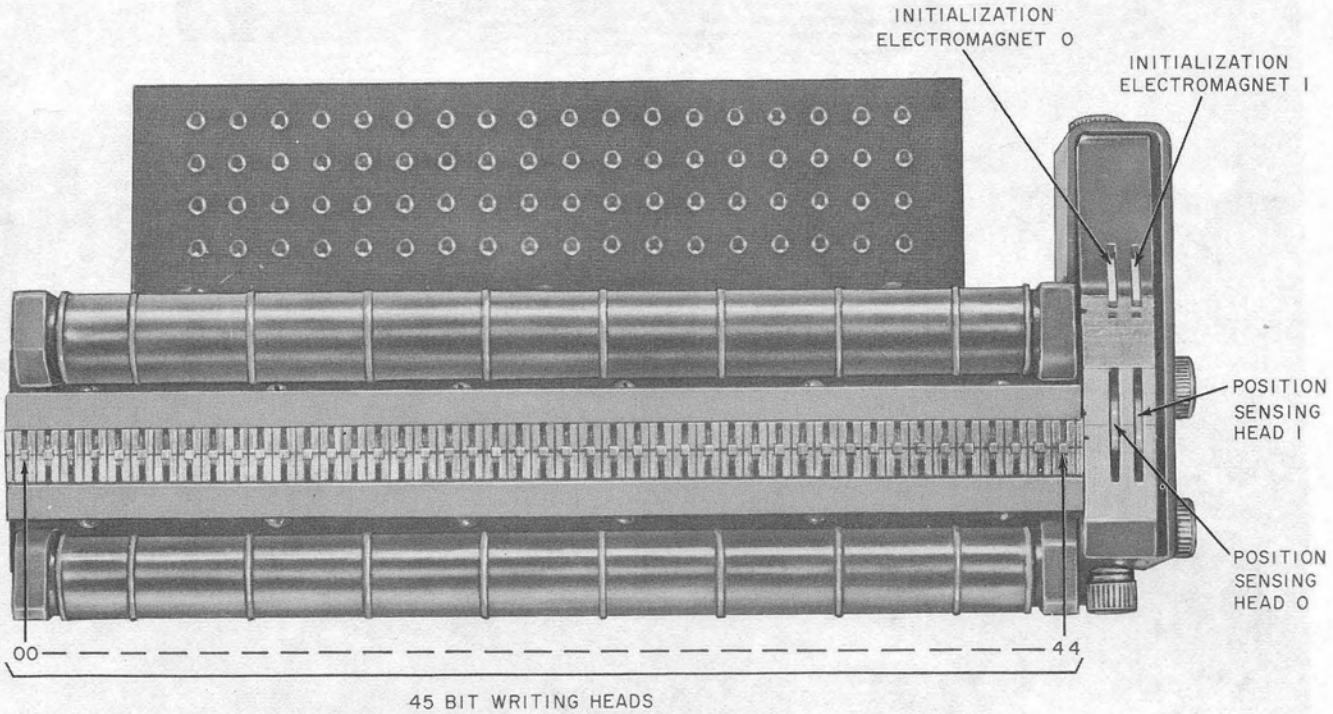 INITIALIZATION
ELECTROMAGNET 0
INITIALIZATION
ELECTROMAGNET 1
POSITION
SENSING
HEAD 1
POSITION
SENSING
HEAD 0
00
44
45 BIT WRITING HEADS